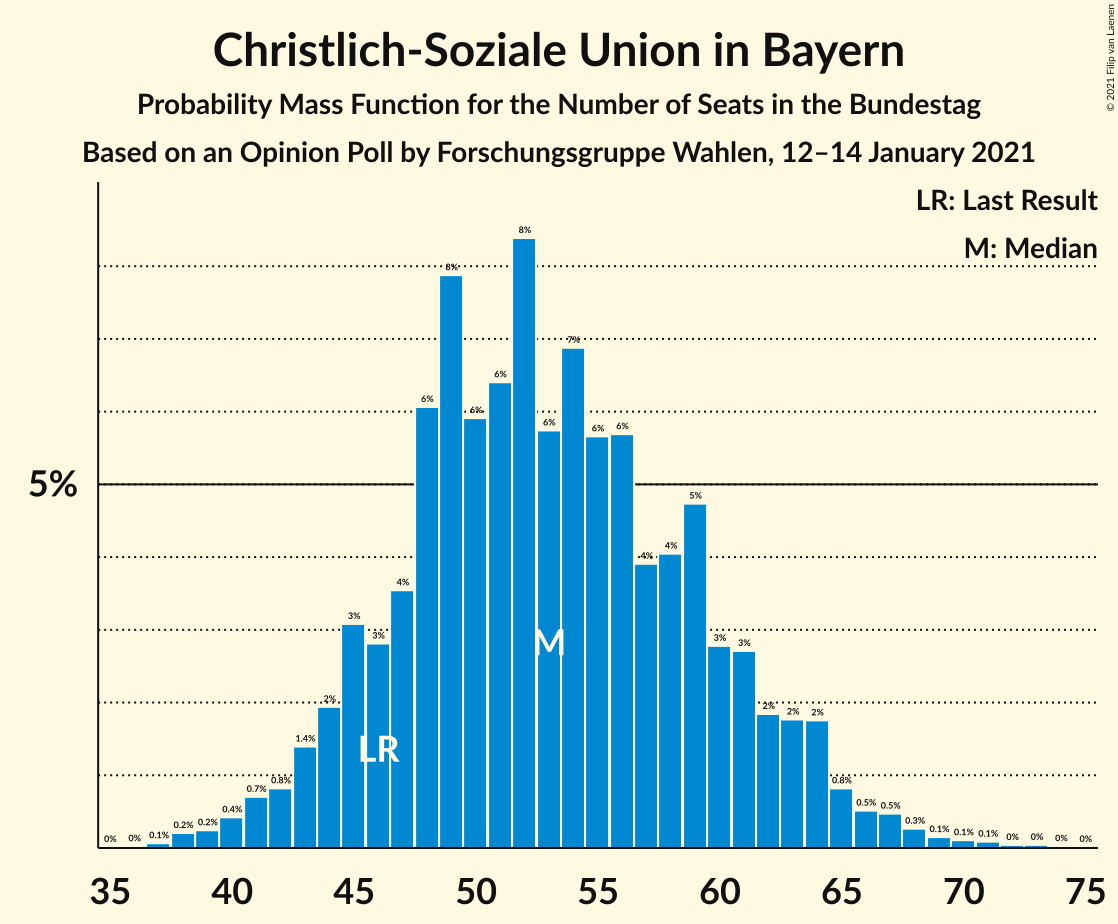 Christlich-Soziale Union in Bayern
Probability Mass Function for the Number of Seats in the Bundestag
Based on an Opinion Poll by Forschungsgruppe Wahlen, 12–14 January 2021
© 2021 Filip van Laenen
LR: Last Result
M: Median
5%
0% 0% 0.1% 0.2% 0.2% 0.4% 0.7% 0.8% 1.4% 2% 3% 3% 4% 6% 8% 6% 6% 8% 6% 7% 6% 6% 4% 4% 5% 3% 3% 2% 2% 2% 0.8% 0.5% 0.5% 0.3% 0.1% 0.1% 0.1% 0% 0% 0% 0%
M
LR
35 40 45 50 55 60 65 70 75